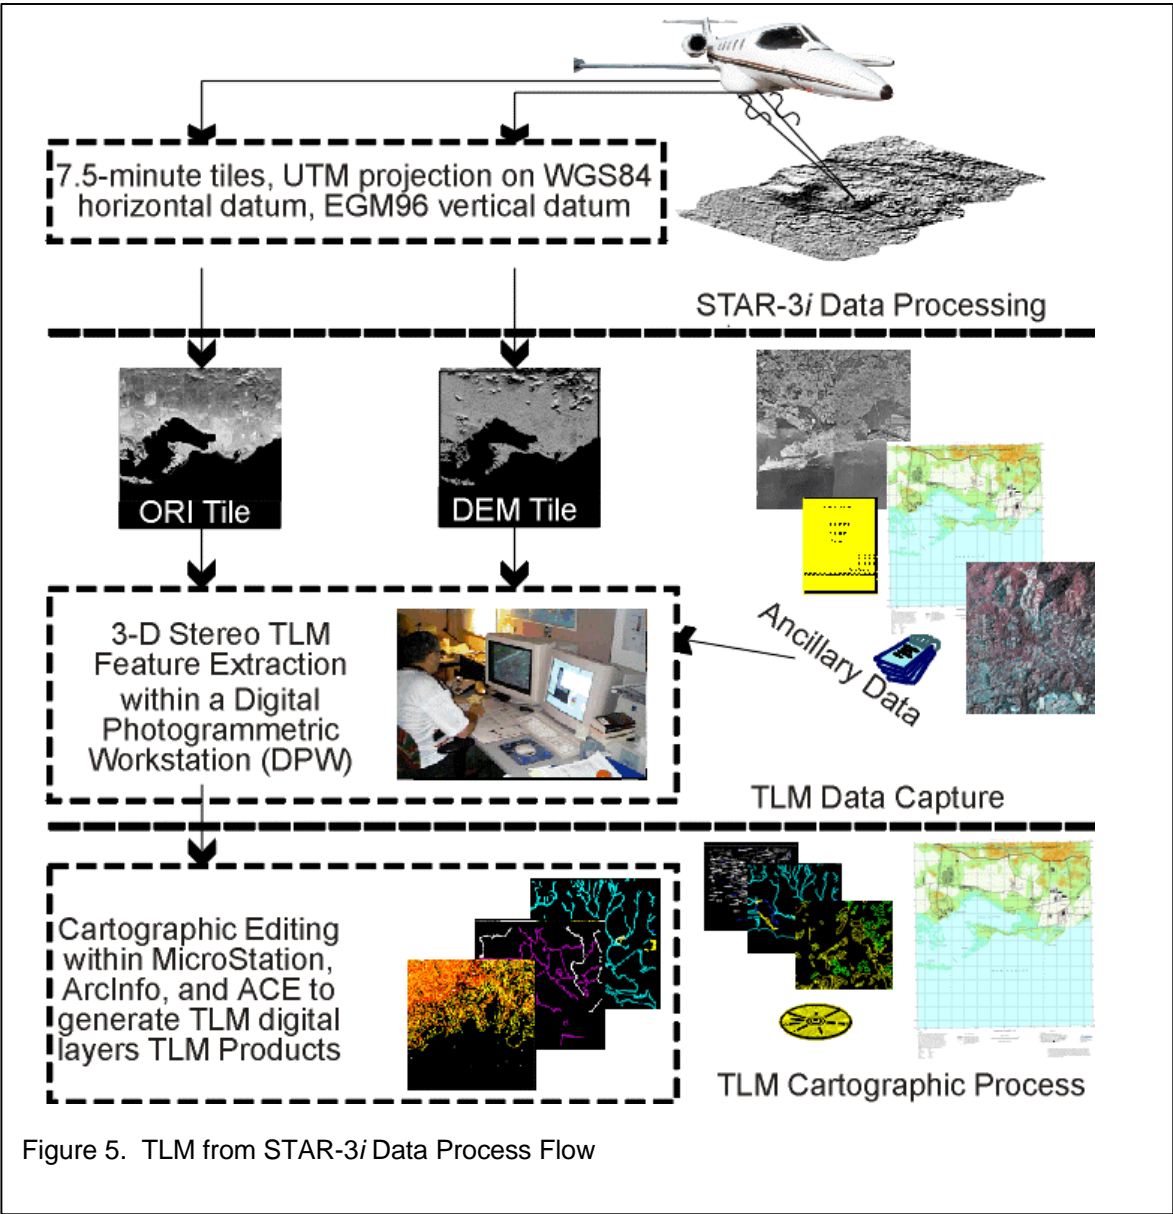 7.5-minute tiles, UTM projection on WGS84
horizontal datum, EGM96 vertical datum
STAR-3i Data Processing
ORI Tile
DEM Tile
Ancillary Data
3-D Stereo TLM
Feature Extraction
within a Digital
Photogrammetric
Workstation (DPW)
TLM Data Capture
Cartographic Editing
within MicroStation,
ArcInfo, and ACE to
generate TLM digital
layers TLM Products
TLM Cartographic Process
Figure 5. TLM from STAR-3i Data Process Flow